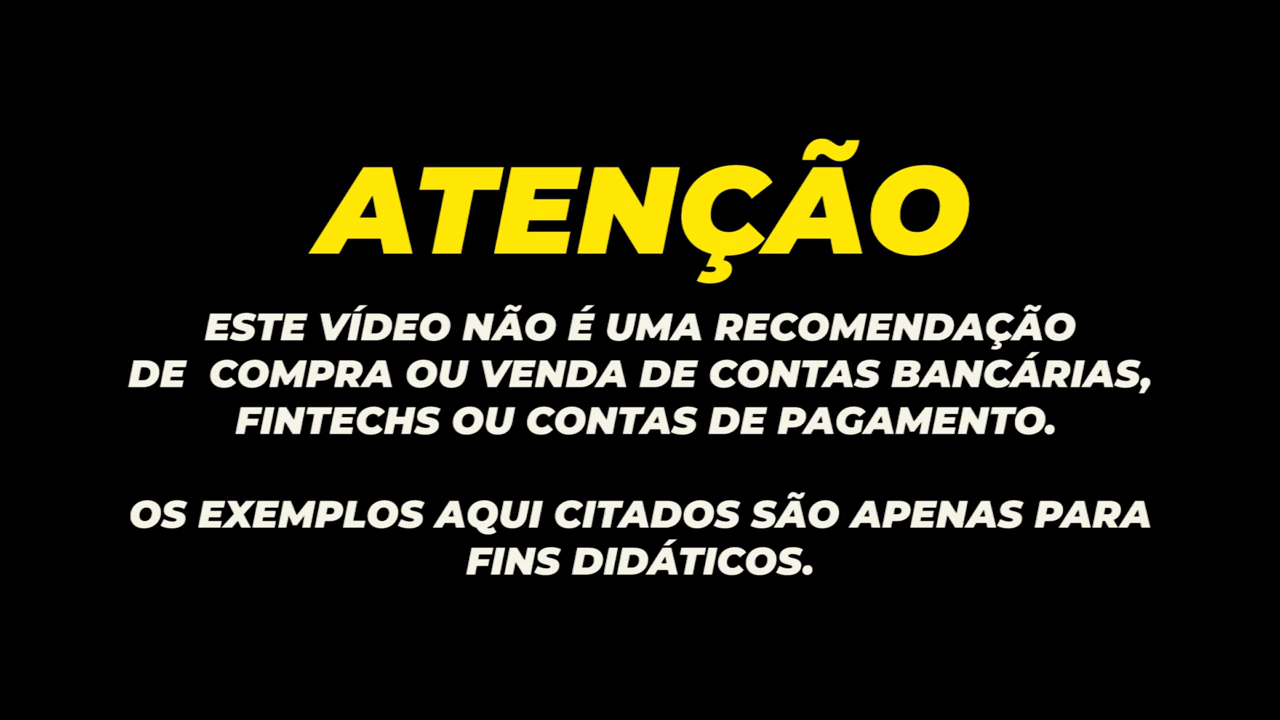 ATENÇÃO
ESTE VÍDEO NÃO É UMA RECOMENDAÇÃO
DE COMPRA OU VENDA DE CONTAS BANCÁRIAS,
FINTECHS OU CONTAS DE PAGAMENTO.
OS EXEMPLOS AQUI CITADOS SÃO APENAS PARA
FINS DIDÁTICOS.